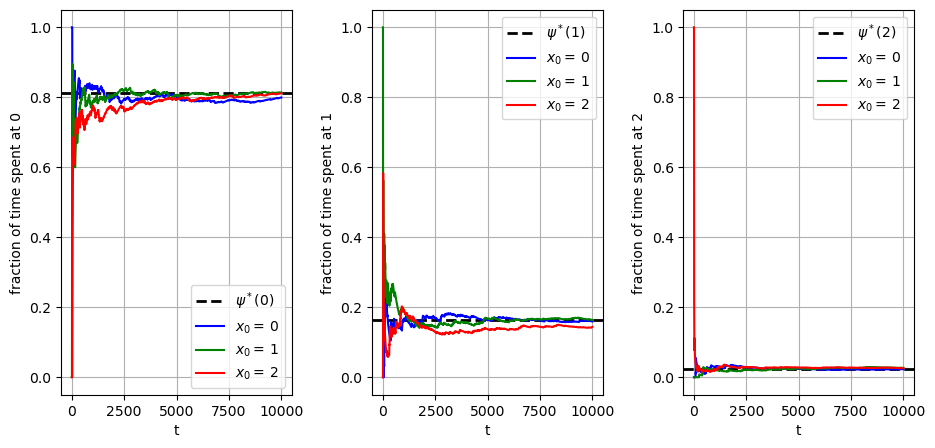 fraction of time spent at 0
1.0
0.8
0.6
0.4
0.2
0.0
ψ*(0)
x₀ = 0
x₀ = 1
x₀ = 2
0 2500 5000 7500 10000
t
fraction of time spent at 1
1.0
0.8
0.6
0.4
0.2
0.0
ψ*(1)
x₀ = 0
x₀ = 1
x₀ = 2
0 2500 5000 7500 10000
t
fraction of time spent at 2
1.0
0.8
0.6
0.4
0.2
0.0
ψ*(2)
x₀ = 0
x₀ = 1
x₀ = 2
0 2500 5000 7500 10000
t